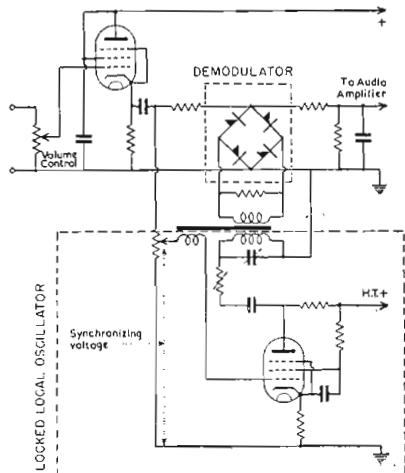 +
DEMODULATOR
To Audio
Amplifier
Volume
Control
H.T.+
Synchronizing
voltage
LOCKED LOCAL OSCILLATOR